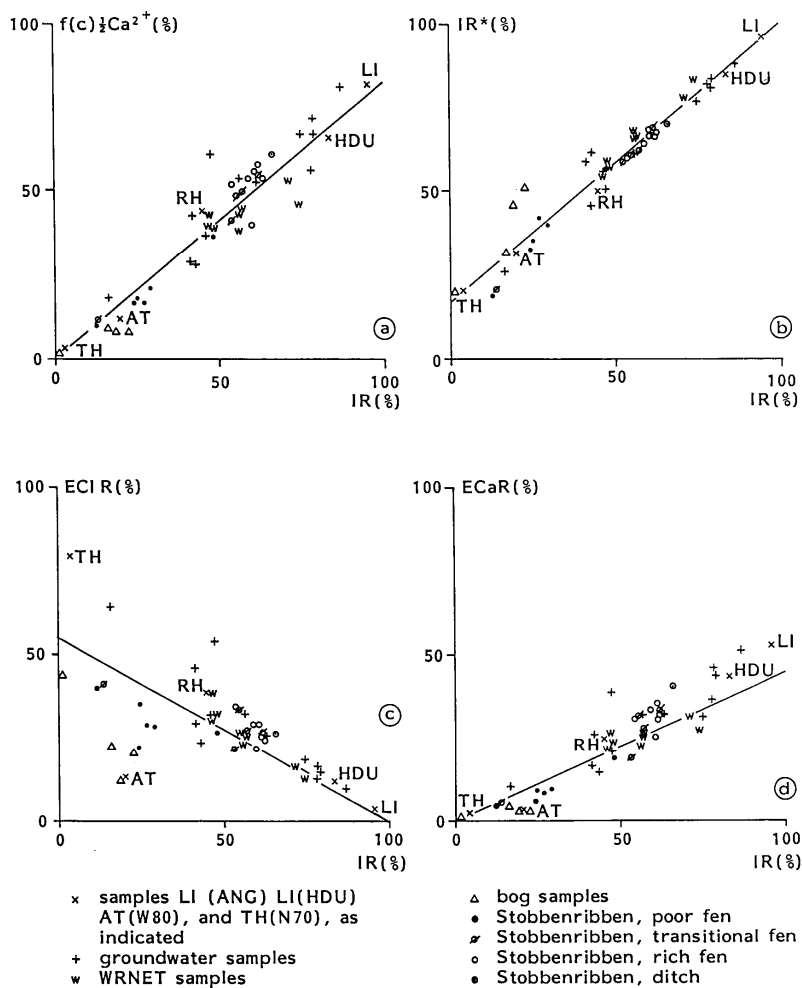 f(c)½Ca²⁺(%)
100
50
0
0
50
100
IR(%)
LI
HDU
RH
AT
TH
a
IR*(%)
100
50
0
0
50
100
IR(%)
LI
HDU
RH
AT
TH
b
ECIR(%)
100
50
0
0
50
100
IR(%)
TH
RH
AT
HDU
LI
c
ECaR(%)
100
50
0
0
50
100
IR(%)
LI
HDU
RH
TH
AT
d
× samples LI (ANG) LI(HDU)
AT(W80), and TH(N70), as
indicated
+ groundwater samples
w WRNET samples
△ bog samples
• Stobbenribben, poor fen
ø Stobbenribben, transitional fen
○ Stobbenribben, rich fen
● Stobbenribben, ditch